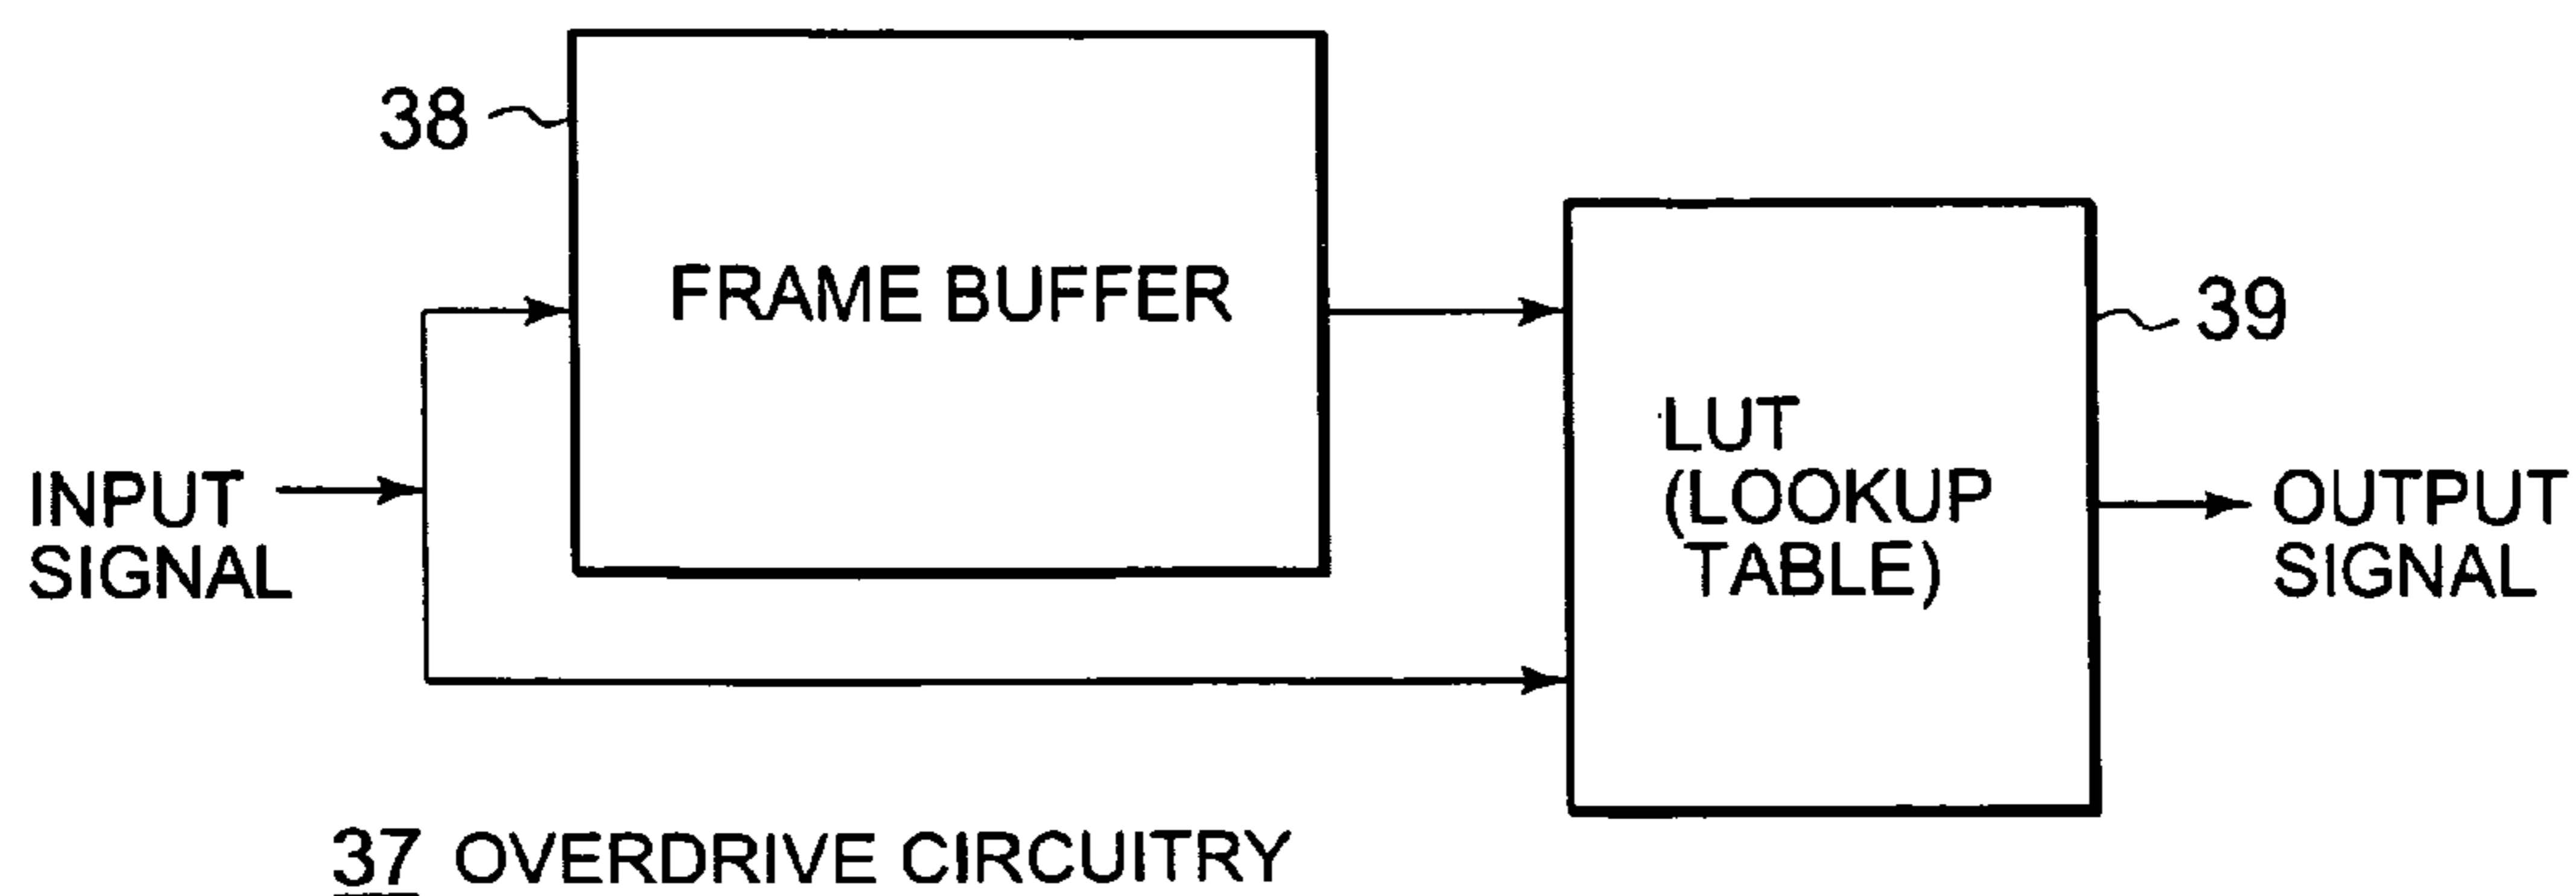 38
FRAME BUFFER
39
LUT
(LOOKUP
TABLE)
INPUT
SIGNAL
OUTPUT
SIGNAL
37 OVERDRIVE CIRCUITRY